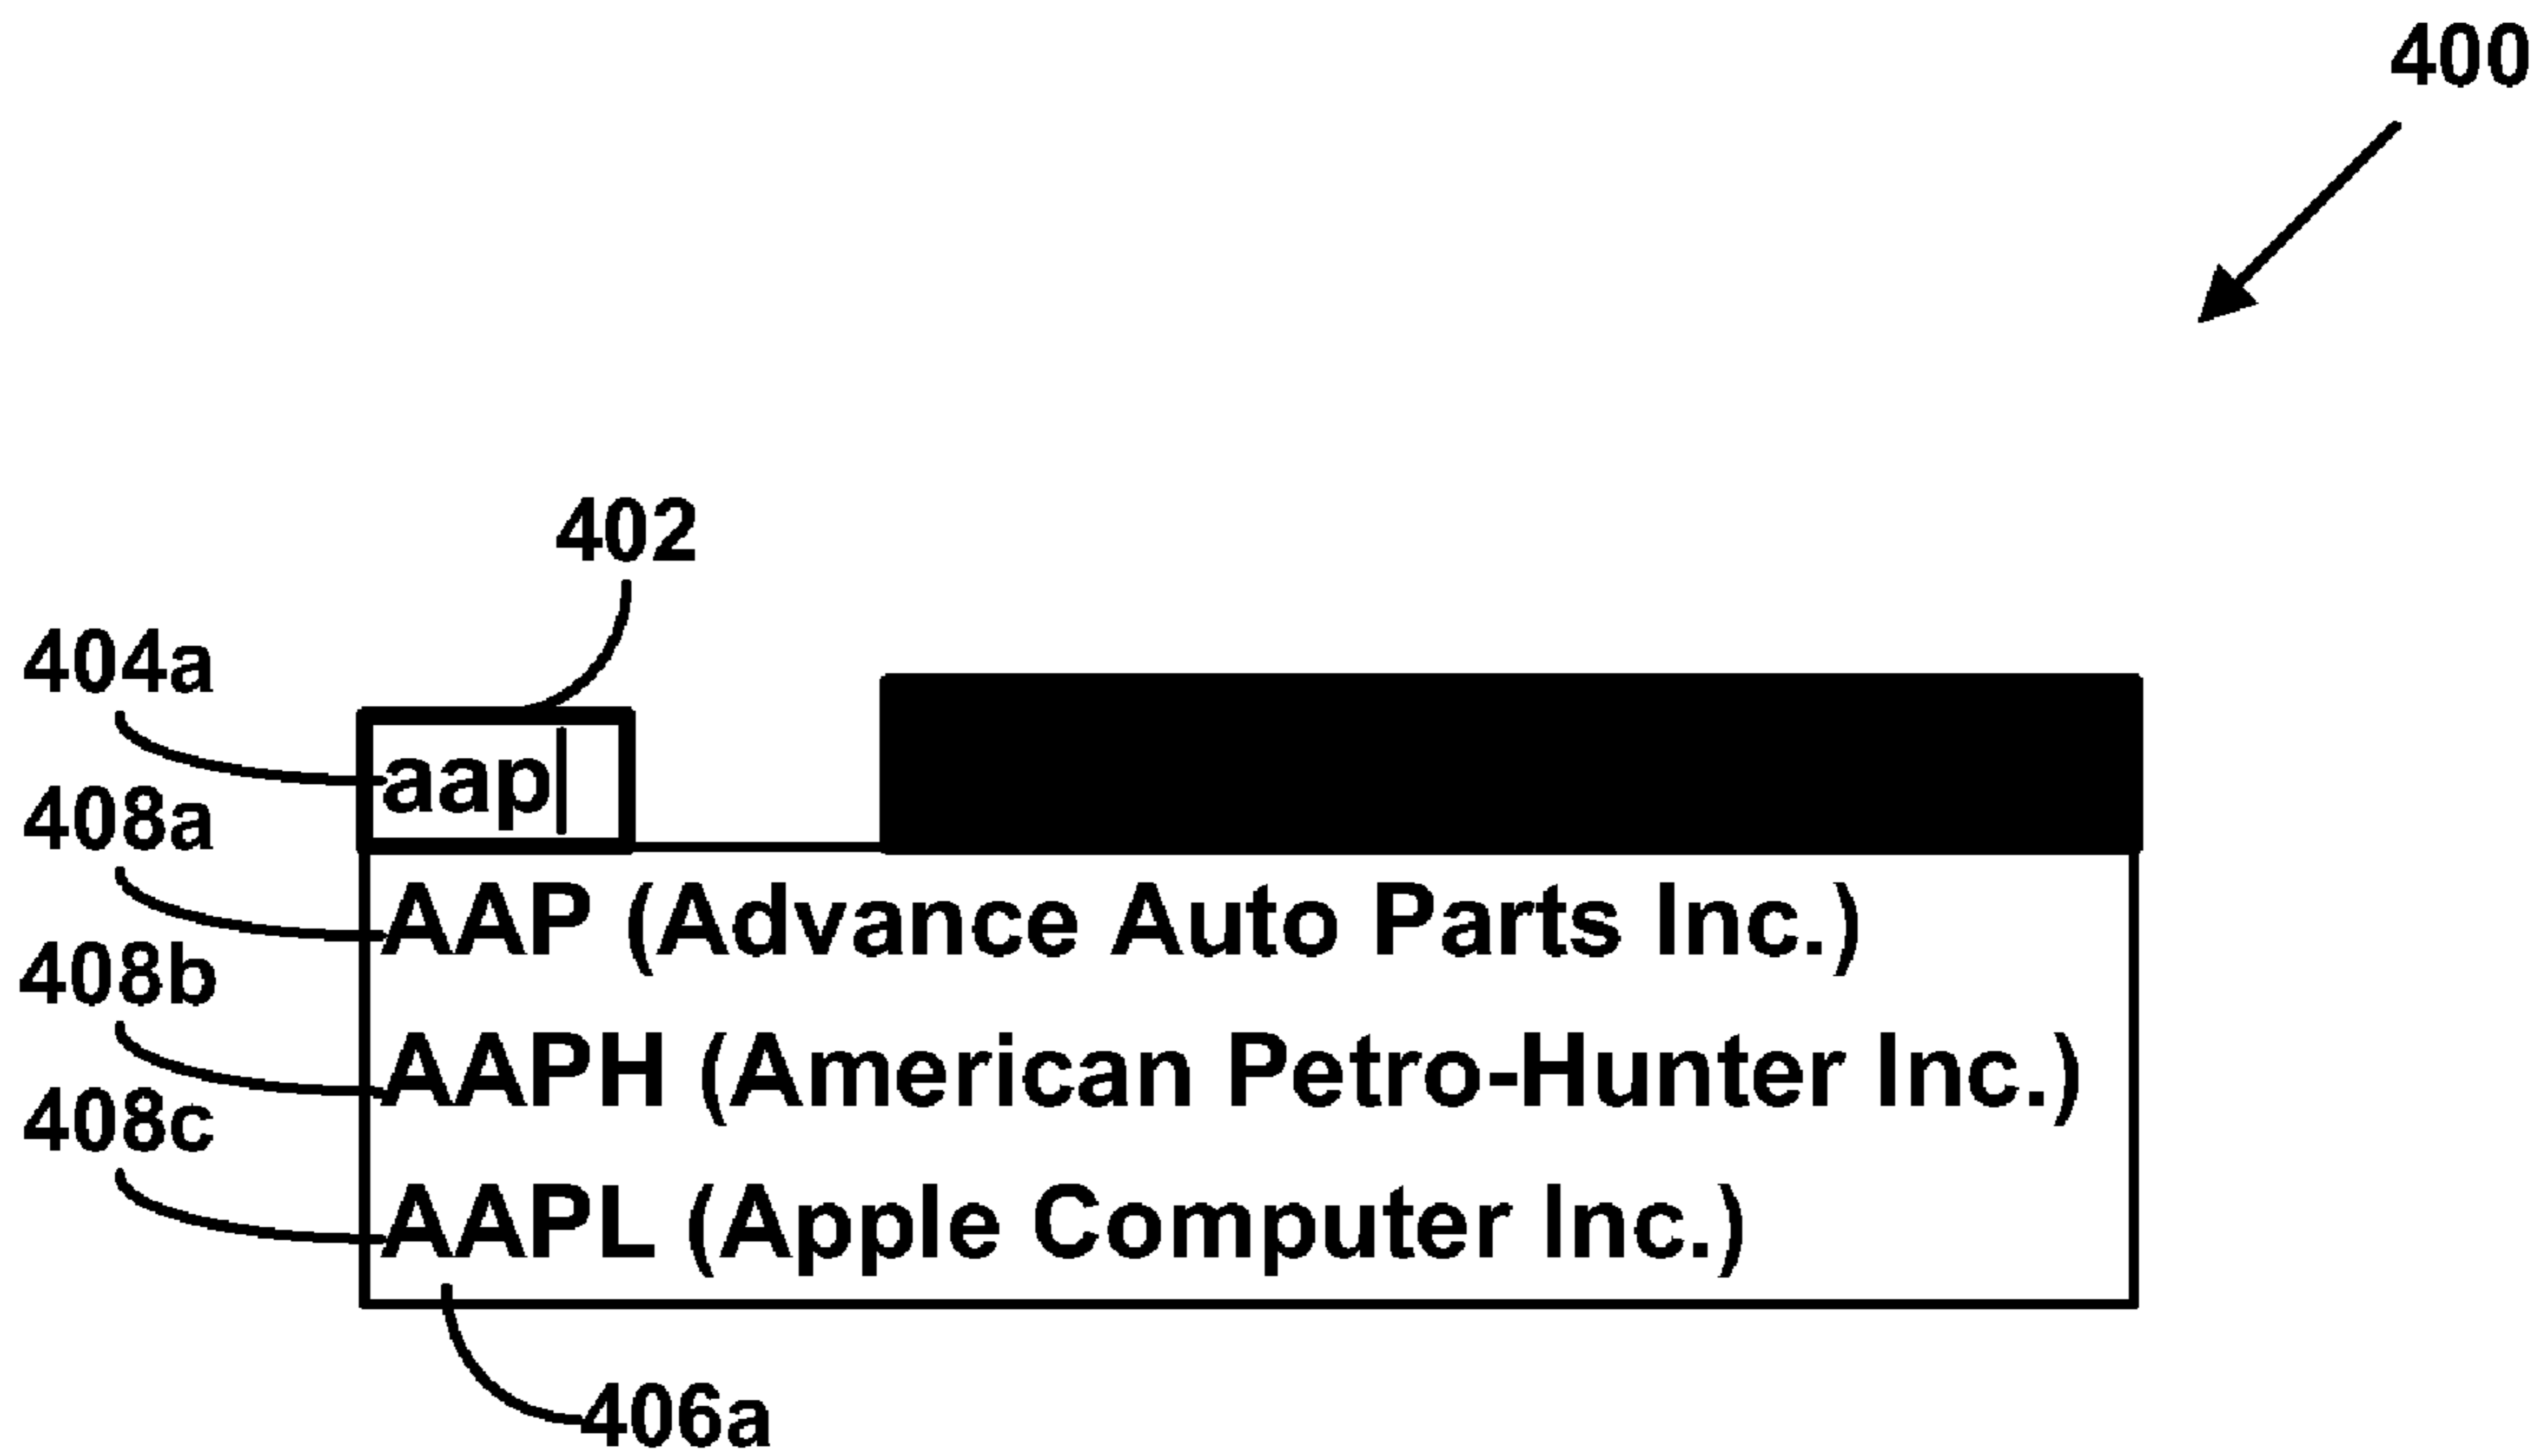 400
402
404a
aap
408a
AAP (Advance Auto Parts Inc.)
408b
AAPH (American Petro-Hunter Inc.)
408c
AAPL (Apple Computer Inc.)
406a